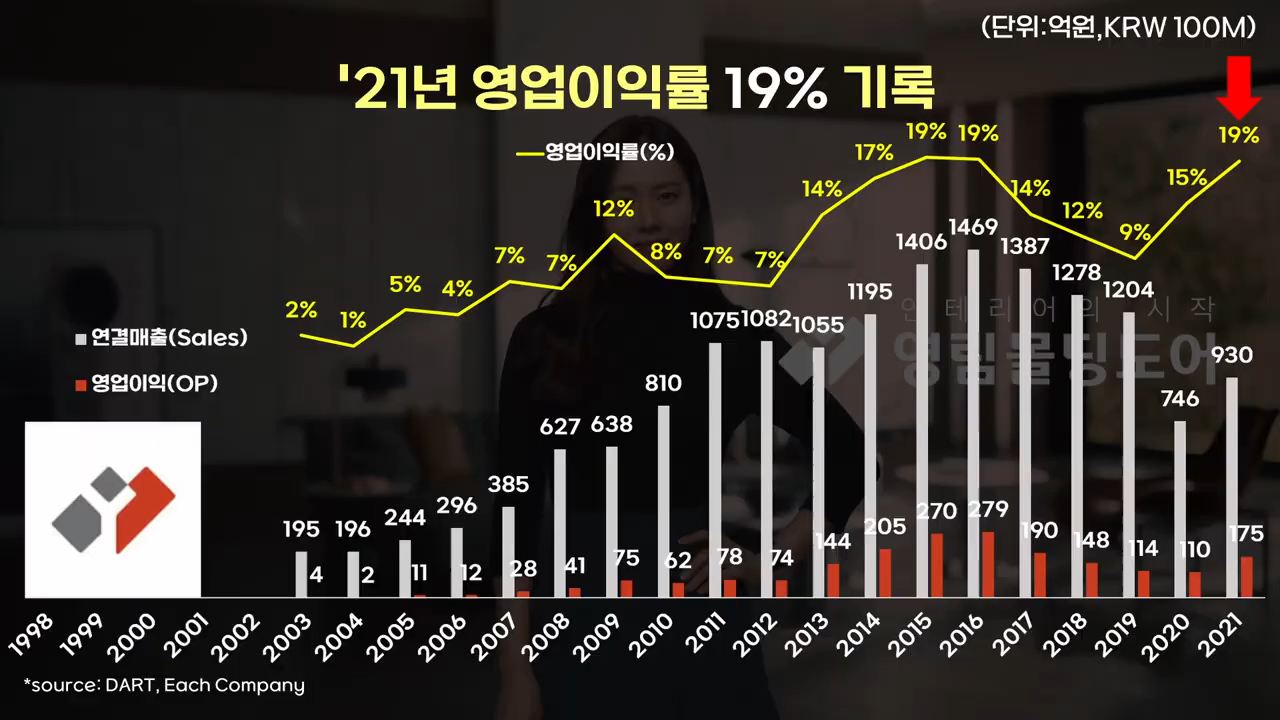 (단위:억원,KRW 100M)
'21년 영업이익률 19% 기록
영업이익률(%)
2% 1% 5% 4% 7% 7% 12% 8% 7% 7% 14% 17% 19% 19% 14% 12% 9% 15% 19%
연결매출(Sales)
영업이익(OP)
인테리어의 시작
영림몰딩도어
195 196 244 296 385 627 638 810 1075 1082 1055 1195 1406 1469 1387 1278 1204 746 930
4 2 11 12 28 41 75 62 78 74 144 205 270 279 190 148 114 110 175
1998 1999 2000 2001 2002 2003 2004 2005 2006 2007 2008 2009 2010 2011 2012 2013 2014 2015 2016 2017 2018 2019 2020 2021
*source: DART, Each Company